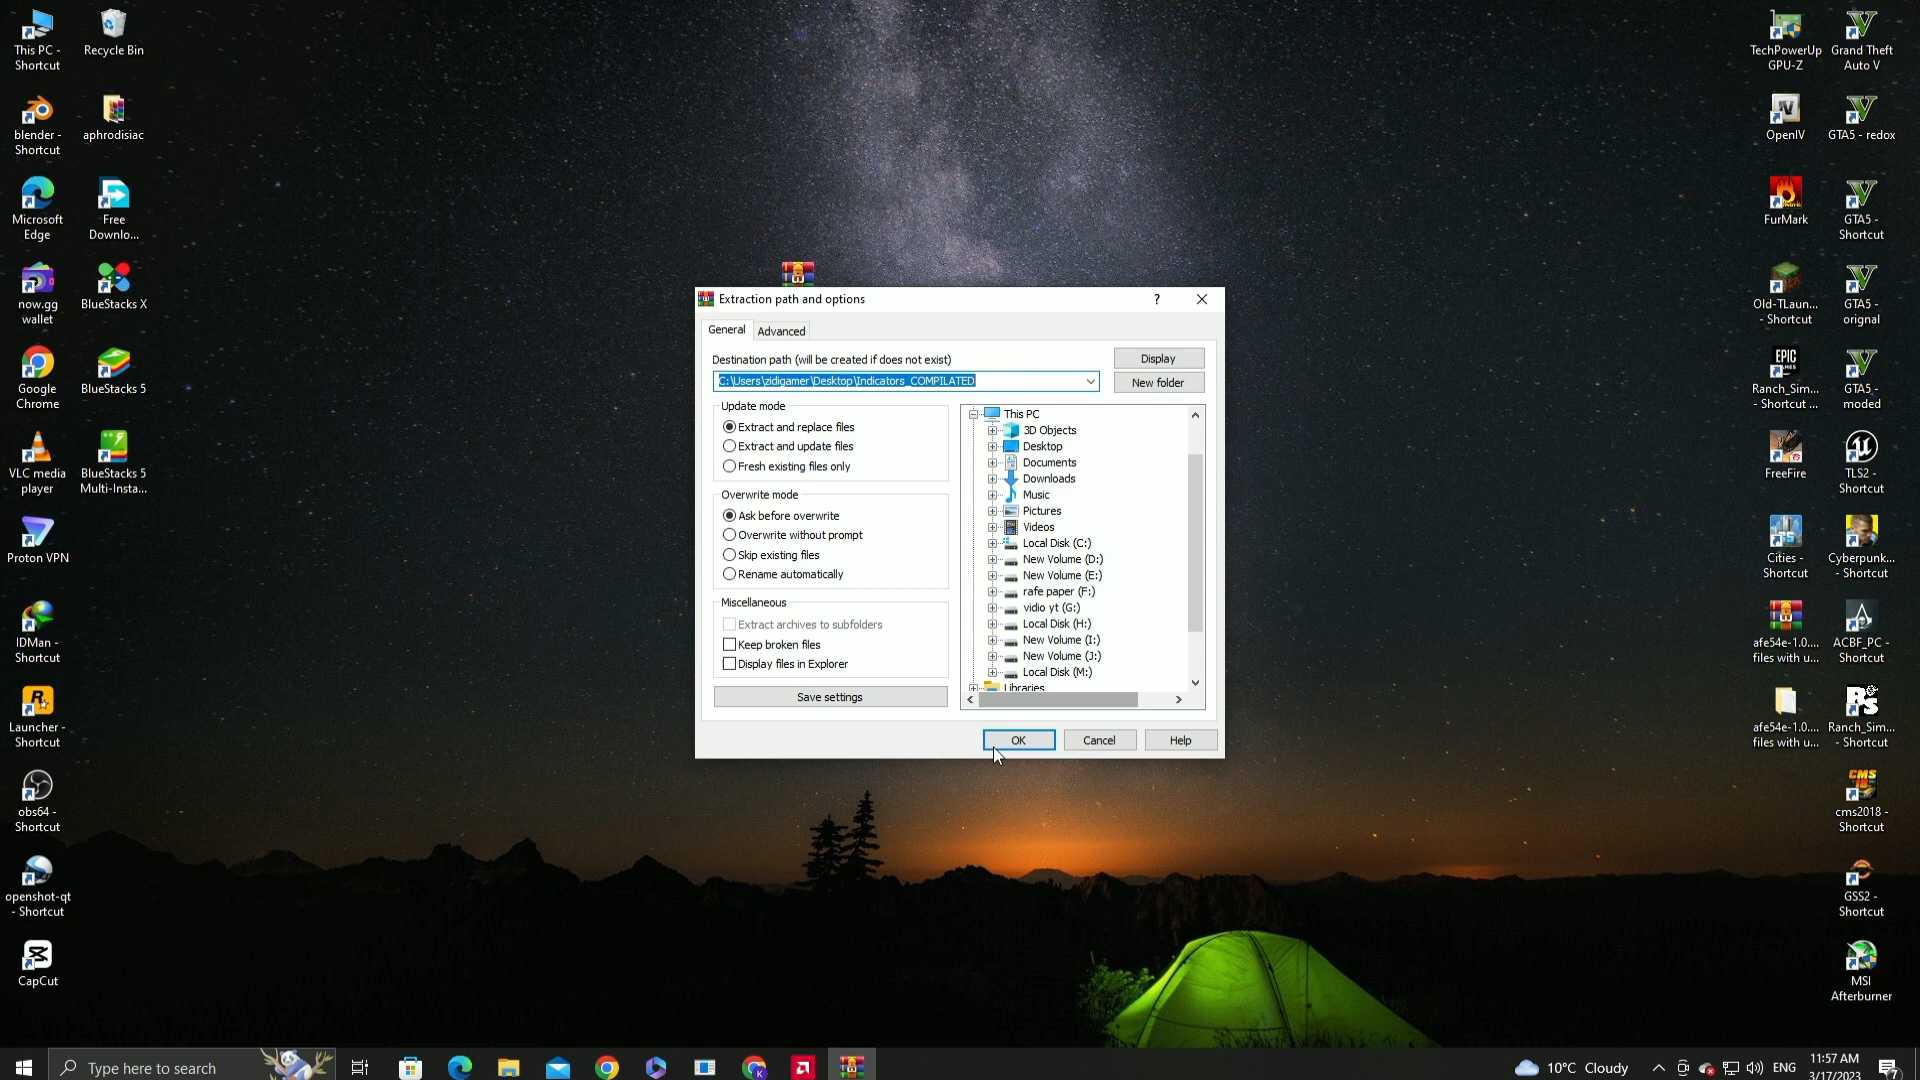 This PC -
Shortcut
Recycle Bin
blender -
Shortcut
aphrodisiac
Microsoft
Edge
Free
Downlo...
now.gg
wallet
BlueStacks X
Google
Chrome
BlueStacks 5
VLC media
player
BlueStacks 5
Multi-Insta...
Proton VPN
IDMan -
Shortcut
Launcher -
Shortcut
obs64 -
Shortcut
openshot-qt
- Shortcut
CapCut
Extraction path and options
?
General
Advanced
Destination path (will be created if does not exist)
C:\Users\zidigamer\Desktop\Indicators_COMPILATED
Display
New folder
Update mode
Extract and replace files
Extract and update files
Fresh existing files only
Overwrite mode
Ask before overwrite
Overwrite without prompt
Skip existing files
Rename automatically
Miscellaneous
Extract archives to subfolders
Keep broken files
Display files in Explorer
Save settings
This PC
3D Objects
Desktop
Documents
Downloads
Music
Pictures
Videos
Local Disk (C:)
New Volume (D:)
New Volume (E:)
rafe paper (F:)
vidio yt (G:)
Local Disk (H:)
New Volume (I:)
New Volume (J:)
Local Disk (M:)
Libraries
OK
Cancel
Help
TechPowerUp
GPU-Z
Grand Theft
Auto V
OpenIV
GTA5 - redox
FurMark
GTA5 -
Shortcut
Old-TLaun...
- Shortcut
GTA5 -
orignal
EPIC
GAMES
Ranch_Sim...
- Shortcut ...
GTA5 -
moded
FreeFire
TLS2 -
Shortcut
Cities -
Shortcut
Cyberpunk...
- Shortcut
afe54e-1.0....
files with u...
ACBF_PC -
Shortcut
afe54e-1.0....
files with u...
Ranch_Sim...
- Shortcut
CMS
18
cms2018 -
Shortcut
GSS2 -
Shortcut
MSI
Afterburner
Type here to search
K
10°C Cloudy
ENG
11:57 AM
3/17/2023
7